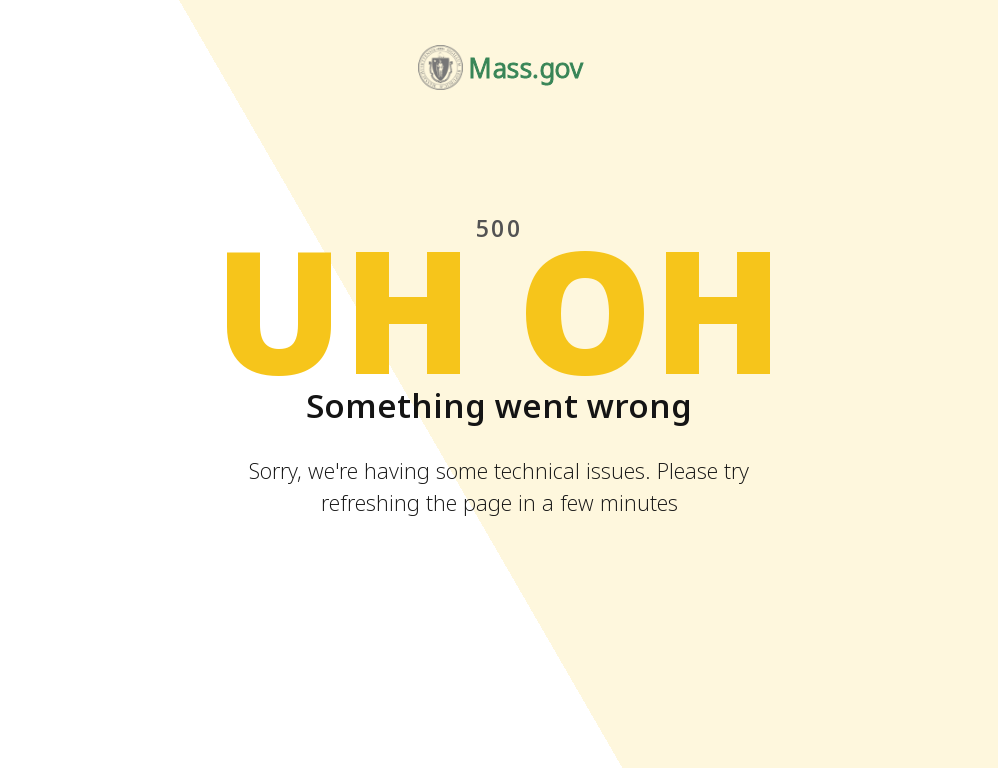 Mass.gov
500
UH OH
Something went wrong
Sorry, we're having some technical issues. Please try
refreshing the page in a few minutes